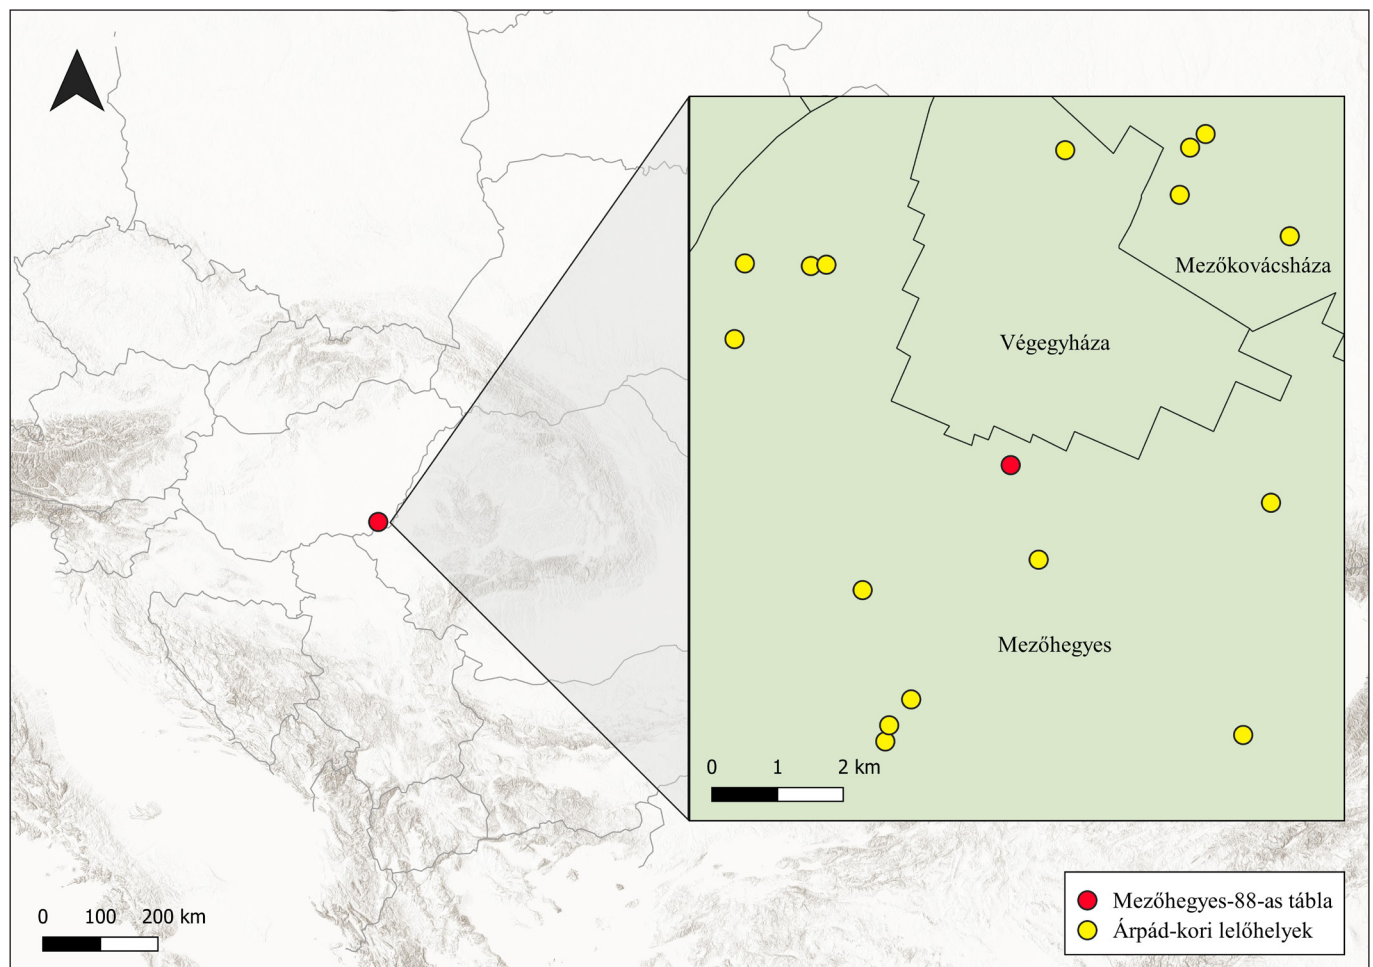 Mezőkovácsháza
Végegyháza
Mezőhegyes
0 1 2 km
0 100 200 km
Mezőhegyes-88-as tábla
Árpád-kori lelőhelyek